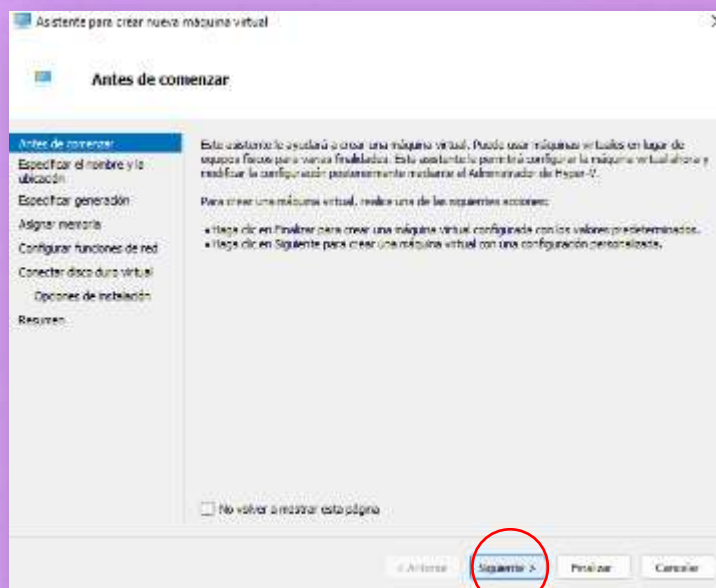 Asistente para crear nueva máquina virtual
Antes de comenzar
Antes de comenzar
Especificar el nombre y la
ubicación
Especificar generación
Asignar memoria
Configurar funciones de red
Conectar disco duro virtual
Opciones de instalación
Resumen
Este asistente le ayudará a crear una máquina virtual. Puede usar máquinas virtuales en lugar de
equipos físicos para varias finalidades. Este asistente le permitirá configurar la máquina virtual ahora y
modificar la configuración posteriormente mediante el Administrador de Hyper-V.
Para crear una máquina virtual, realice una de las siguientes acciones:
• Haga clic en Finalizar para crear una máquina virtual configurada con los valores predeterminados.
• Haga clic en Siguiente para crear una máquina virtual con una configuración personalizada.
No volver a mostrar esta página
< Anterior Siguiente > Finalizar Cancelar